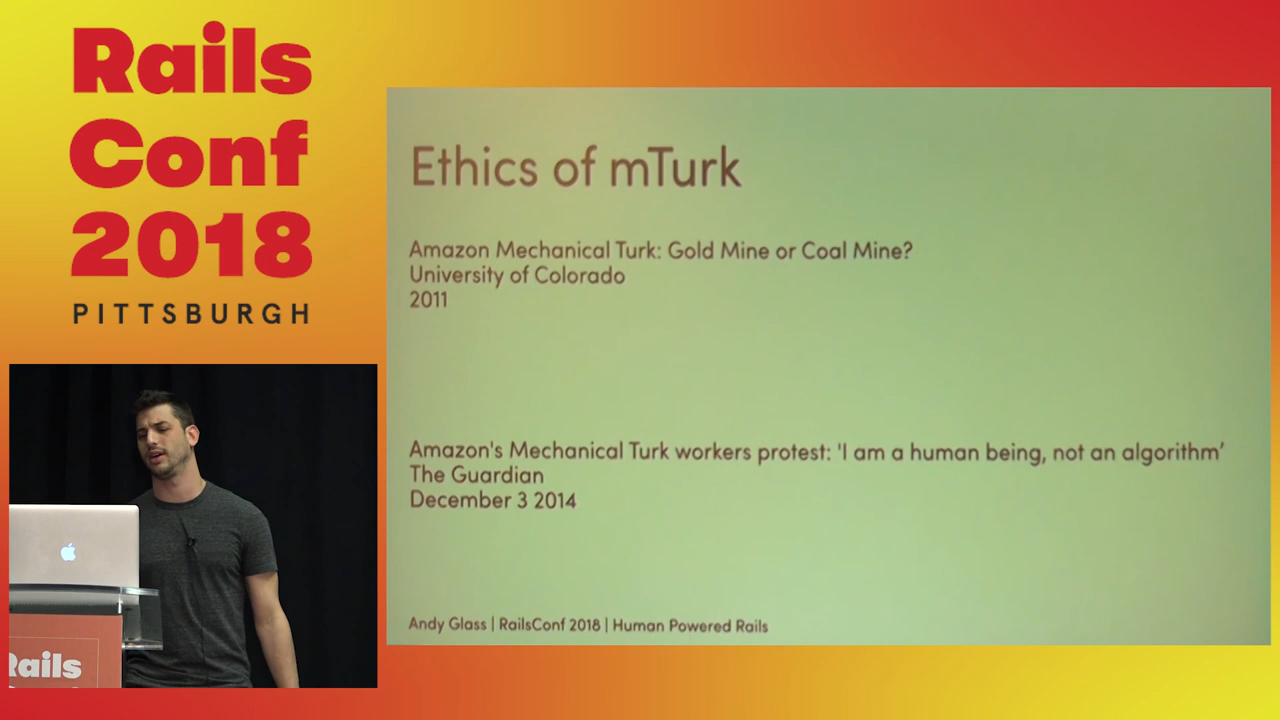 Rails
Conf
2018
PITTSBURGH
Ethics of mTurk
Amazon Mechanical Turk: Gold Mine or Coal Mine?
University of Colorado
2011
Amazon's Mechanical Turk workers protest: 'I am a human being, not an algorithm’
The Guardian
December 3 2014
Andy Glass | RailsConf 2018 | Human Powered Rails
Rails